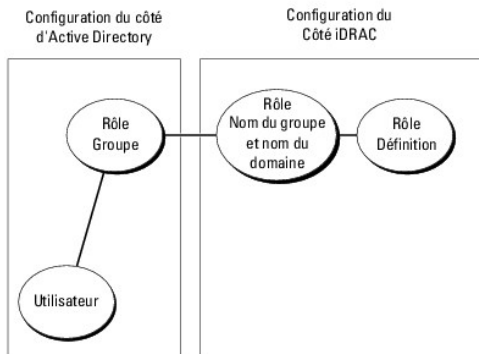 Configuration du côté
d'Active Directory
Configuration du
Côté iDRAC
Rôle
Groupe
Rôle
Nom du groupe
et nom du
domaine
Rôle
Définition
Utilisateur